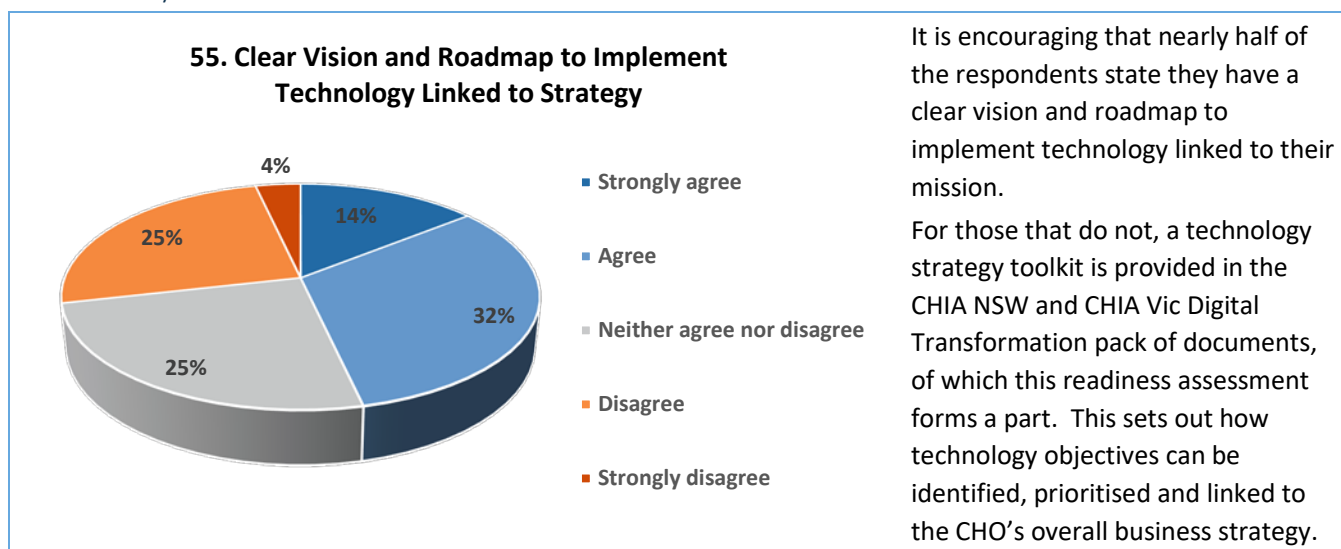 55. Clear Vision and Roadmap to Implement
Technology Linked to Strategy
4%
14%
25%
32%
25%
Strongly agree
Agree
Neither agree nor disagree
Disagree
Strongly disagree
It is encouraging that nearly half of
the respondents state they have a
clear vision and roadmap to
implement technology linked to their
mission.
For those that do not, a technology
strategy toolkit is provided in the
CHIA NSW and CHIA Vic Digital
Transformation pack of documents,
of which this readiness assessment
forms a part.  This sets out how
technology objectives can be
identified, prioritised and linked to
the CHO’s overall business strategy.